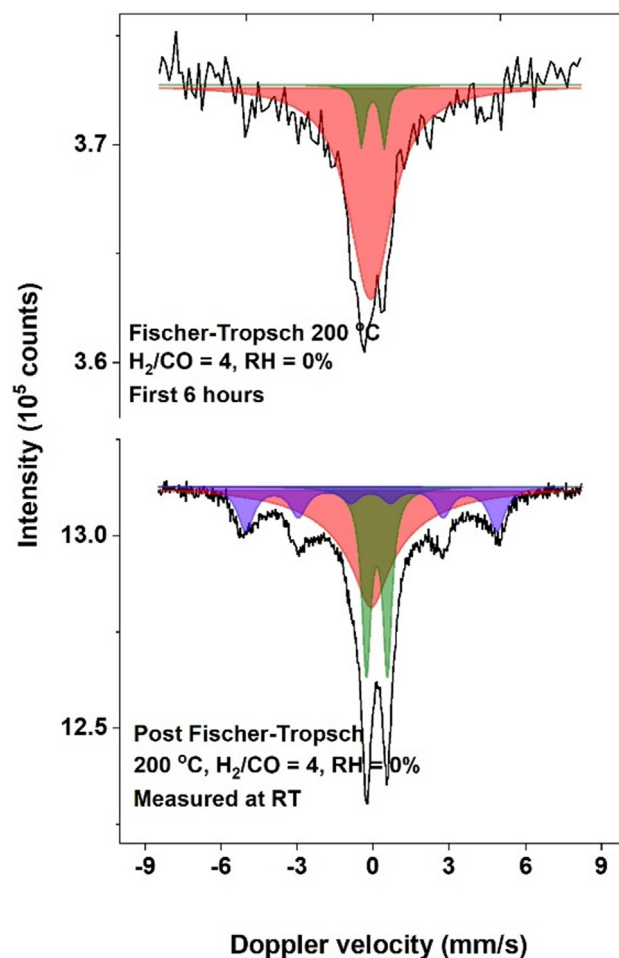 3.7
3.6
Fischer-Tropsch 200 °C
H₂/CO = 4, RH = 0%
First 6 hours
Intensity (10⁵ counts)
13.0
12.5
Post Fischer-Tropsch
200 °C, H₂/CO = 4, RH = 0%
Measured at RT
-9 -6 -3 0 3 6 9
Doppler velocity (mm/s)